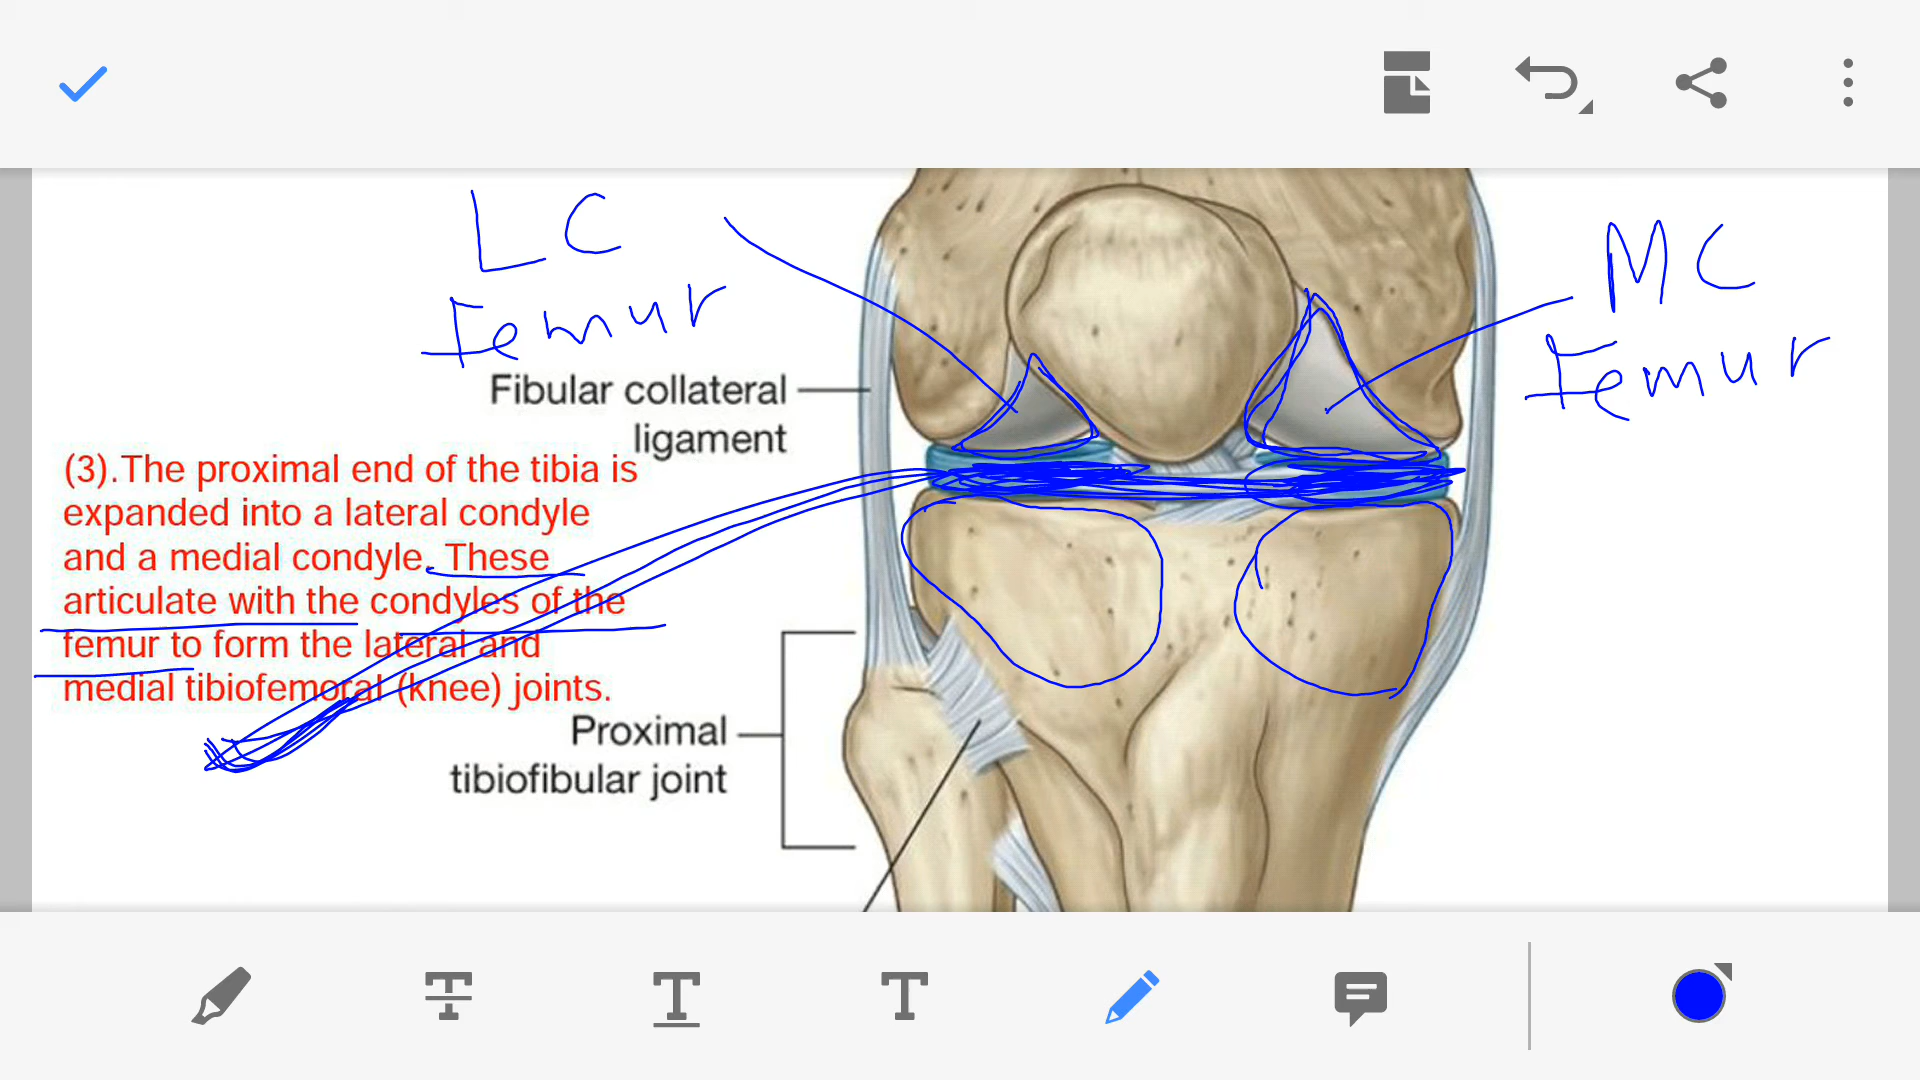 LC
Femur
MC
Femur
Fibular collateral
ligament
(3).The proximal end of the tibia is
expanded into a lateral condyle
and a medial condyle. These
articulate with the condyles of the
femur to form the lateral and
medial tibiofemoral (knee) joints.
Proximal
tibiofibular joint